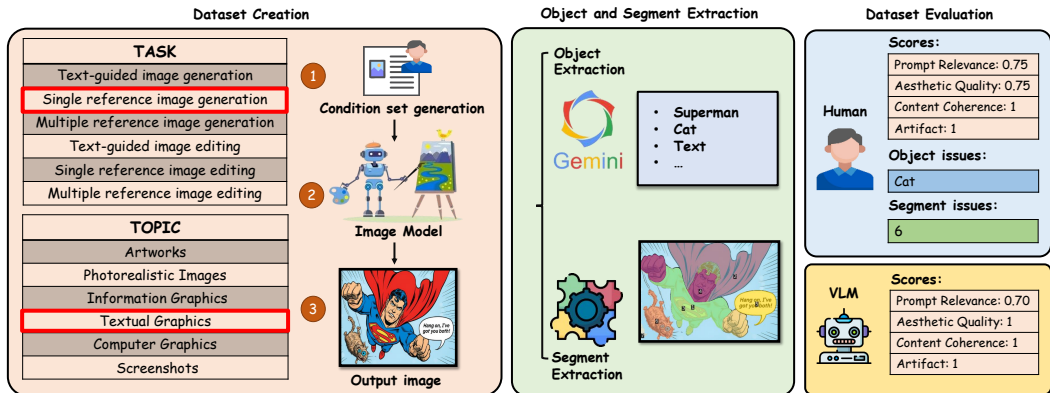 Dataset Creation
TASK
Text-guided image generation
Single reference image generation
Multiple reference image generation
Text-guided image editing
Single reference image editing
Multiple reference image editing
TOPIC
Artworks
Photorealistic Images
Information Graphics
Textual Graphics
Computer Graphics
Screenshots
1
Condition set generation
2
Image Model
3
Hang on, I've
got you both!
Output image
Object and Segment Extraction
Object
Extraction
Gemini
• Superman
• Cat
• Text
• ...
Segment
Extraction
Hang on, I've
got you both!
Dataset Evaluation
Human
Scores:
Prompt Relevance: 0.75
Aesthetic Quality: 0.75
Content Coherence: 1
Artifact: 1
Object issues:
Cat
Segment issues:
6
VLM
Scores:
Prompt Relevance: 0.70
Aesthetic Quality: 1
Content Coherence: 1
Artifact: 1